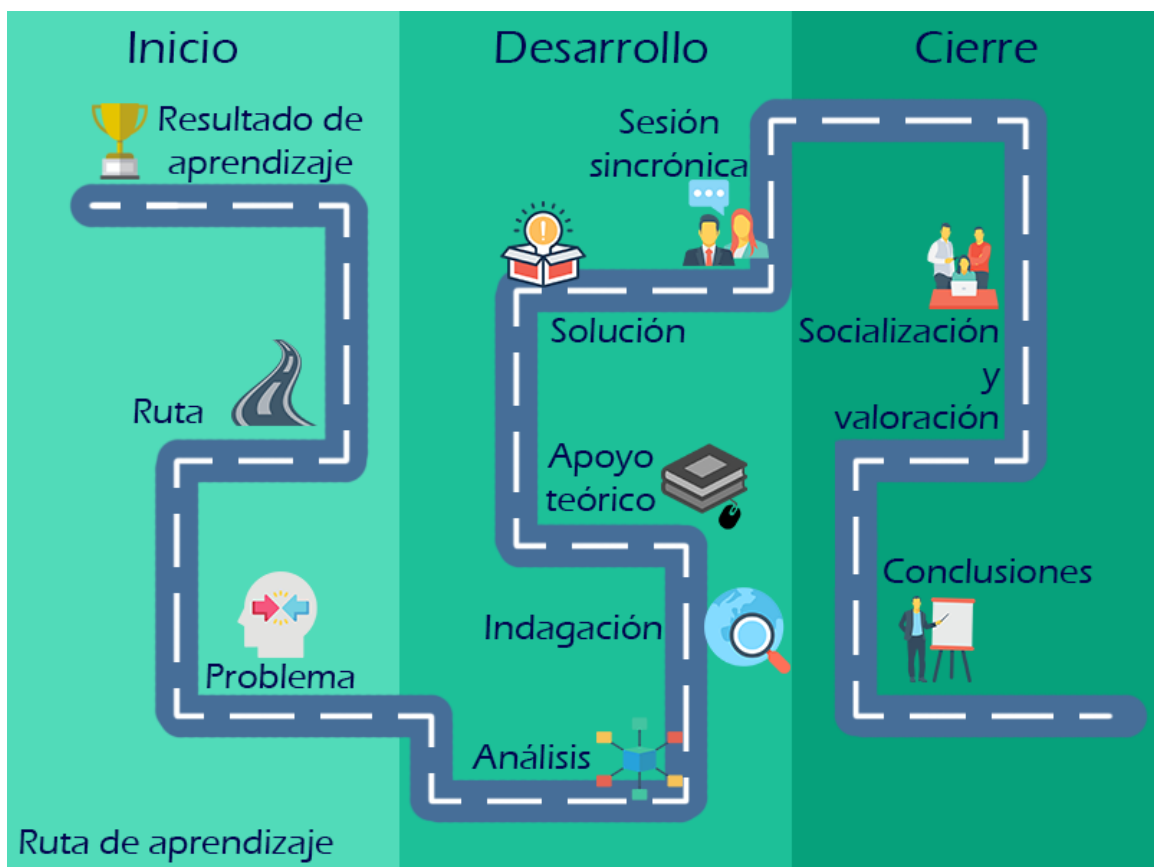 Inicio
Desarrollo
Cierre
Resultado de
aprendizaje
Ruta
Problema
Análisis
Indagación
Apoyo
teórico
Solución
Sesión
sincrónica
Socialización
y
valoración
Conclusiones
Ruta de aprendizaje